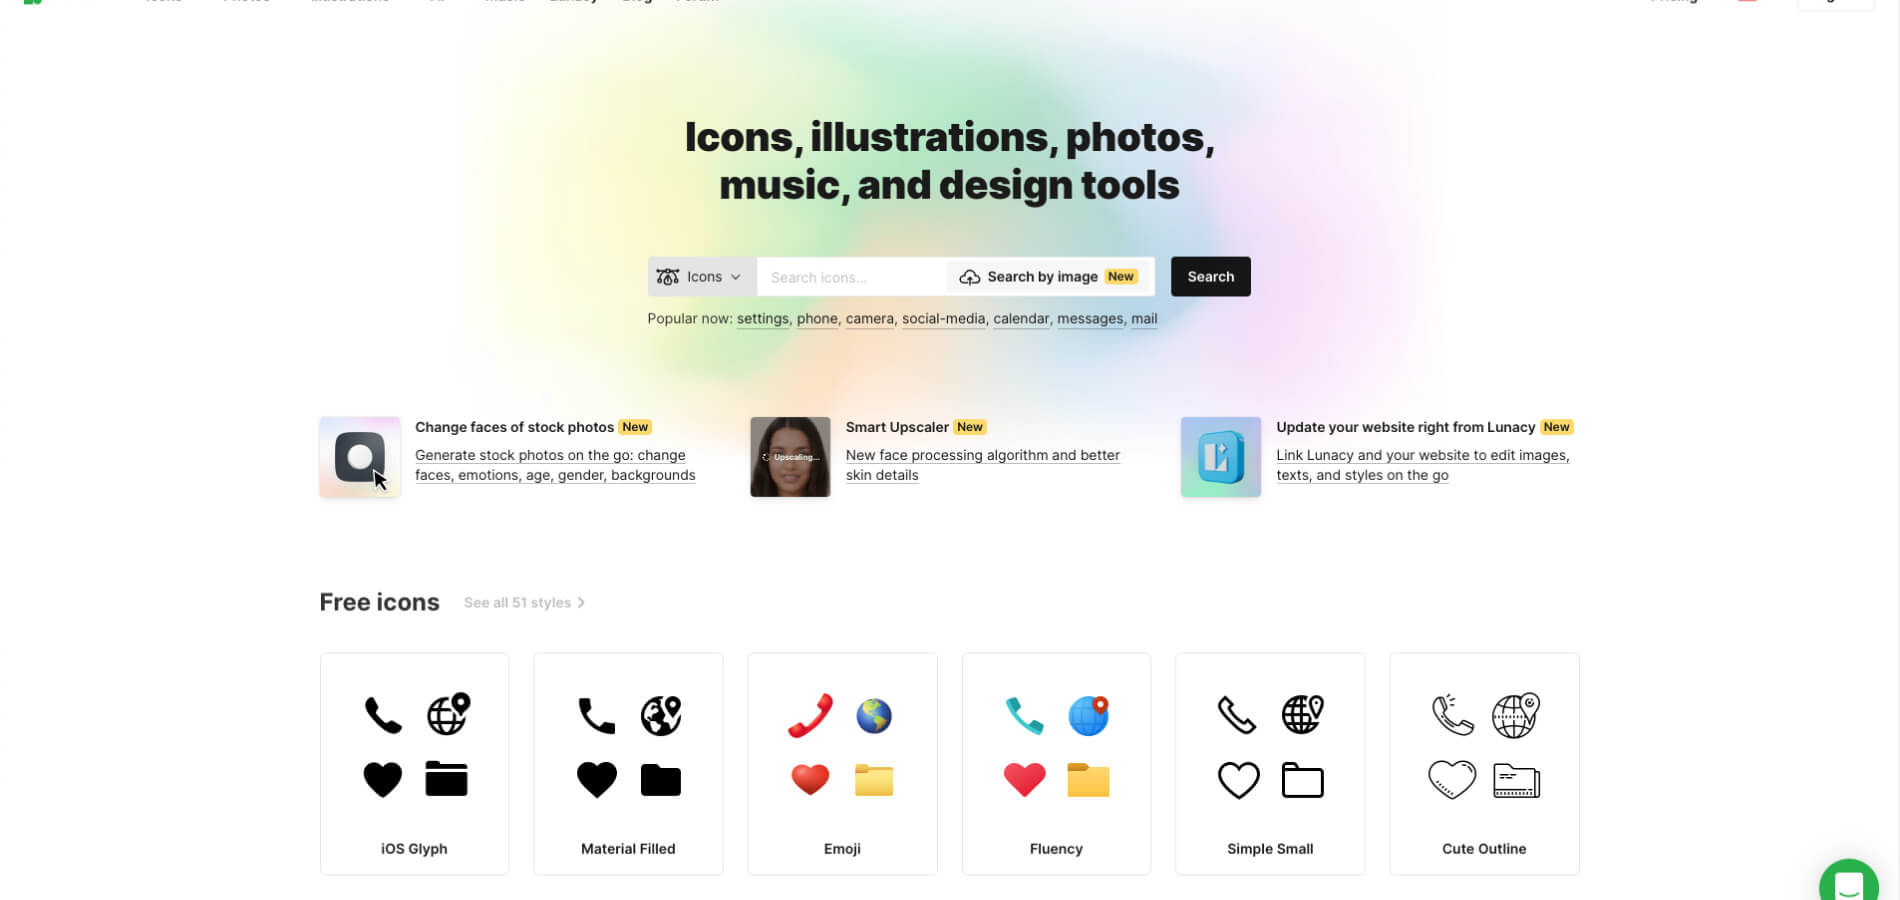 Icons, illustrations, photos,
music, and design tools
Icons
Search icons...
Search by image New
Search
Popular now: settings, phone, camera, social-media, calendar, messages, mail
Change faces of stock photos New
Generate stock photos on the go: change
faces, emotions, age, gender, backgrounds
Upscaling...
Smart Upscaler New
New face processing algorithm and better
skin details
Update your website right from Lunacy New
Link Lunacy and your website to edit images,
texts, and styles on the go
Free icons
See all 51 styles
iOS Glyph
Material Filled
Emoji
Fluency
Simple Small
Cute Outline